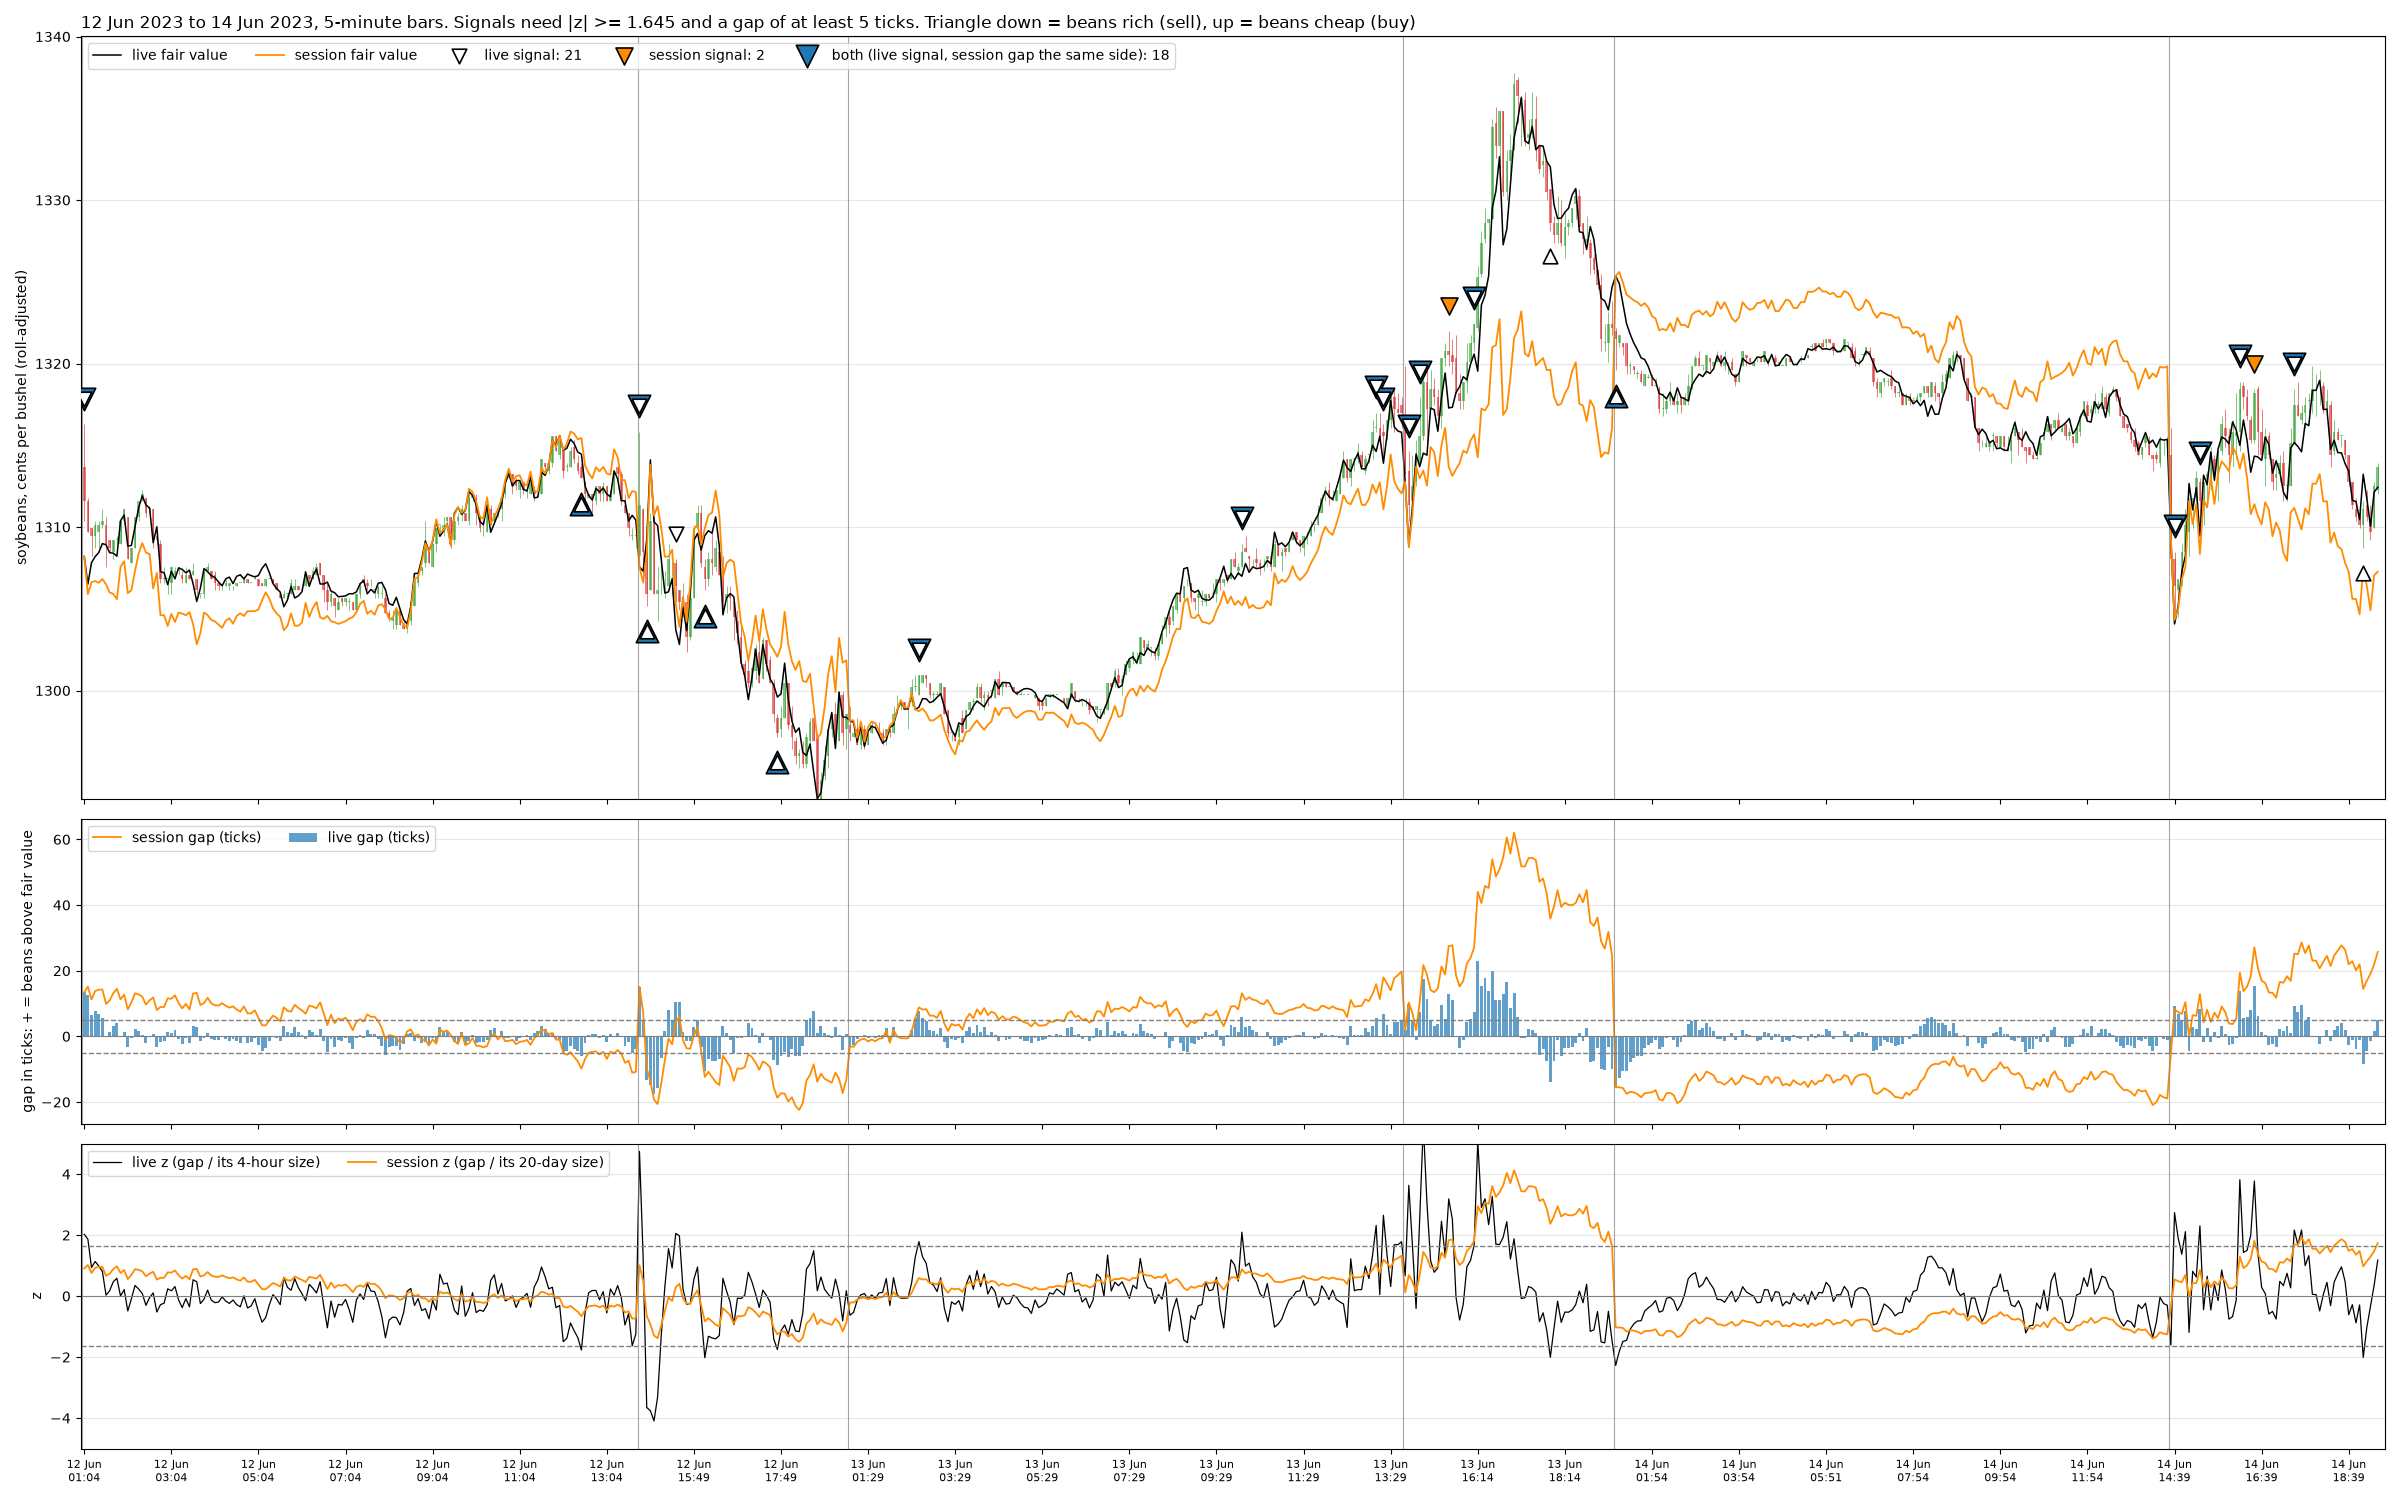 12 Jun 2023 to 14 Jun 2023, 5-minute bars. Signals need |z| >= 1.645 and a gap of at least 5 ticks. Triangle down = beans rich (sell), up = beans cheap (buy)
live fair value session fair value live signal: 21 session signal: 2 both (live signal, session gap the same side): 18
soybeans, cents per bushel (roll-adjusted)
1340
1330
1320
1310
1300
session gap (ticks) live gap (ticks)
gap in ticks: + = beans above fair value
60
40
20
0
−20
live z (gap / its 4-hour size) session z (gap / its 20-day size)
z
4
2
0
−2
−4
12 Jun 12 Jun 12 Jun 12 Jun 12 Jun 12 Jun 12 Jun 12 Jun 12 Jun 13 Jun 13 Jun 13 Jun 13 Jun 13 Jun 13 Jun 13 Jun 13 Jun 13 Jun 14 Jun 14 Jun 14 Jun 14 Jun 14 Jun 14 Jun 14 Jun 14 Jun 14 Jun
01:04 03:04 05:04 07:04 09:04 11:04 13:04 15:49 17:49 01:29 03:29 05:29 07:29 09:29 11:29 13:29 16:14 18:14 01:54 03:54 05:51 07:54 09:54 11:54 14:39 16:39 18:39